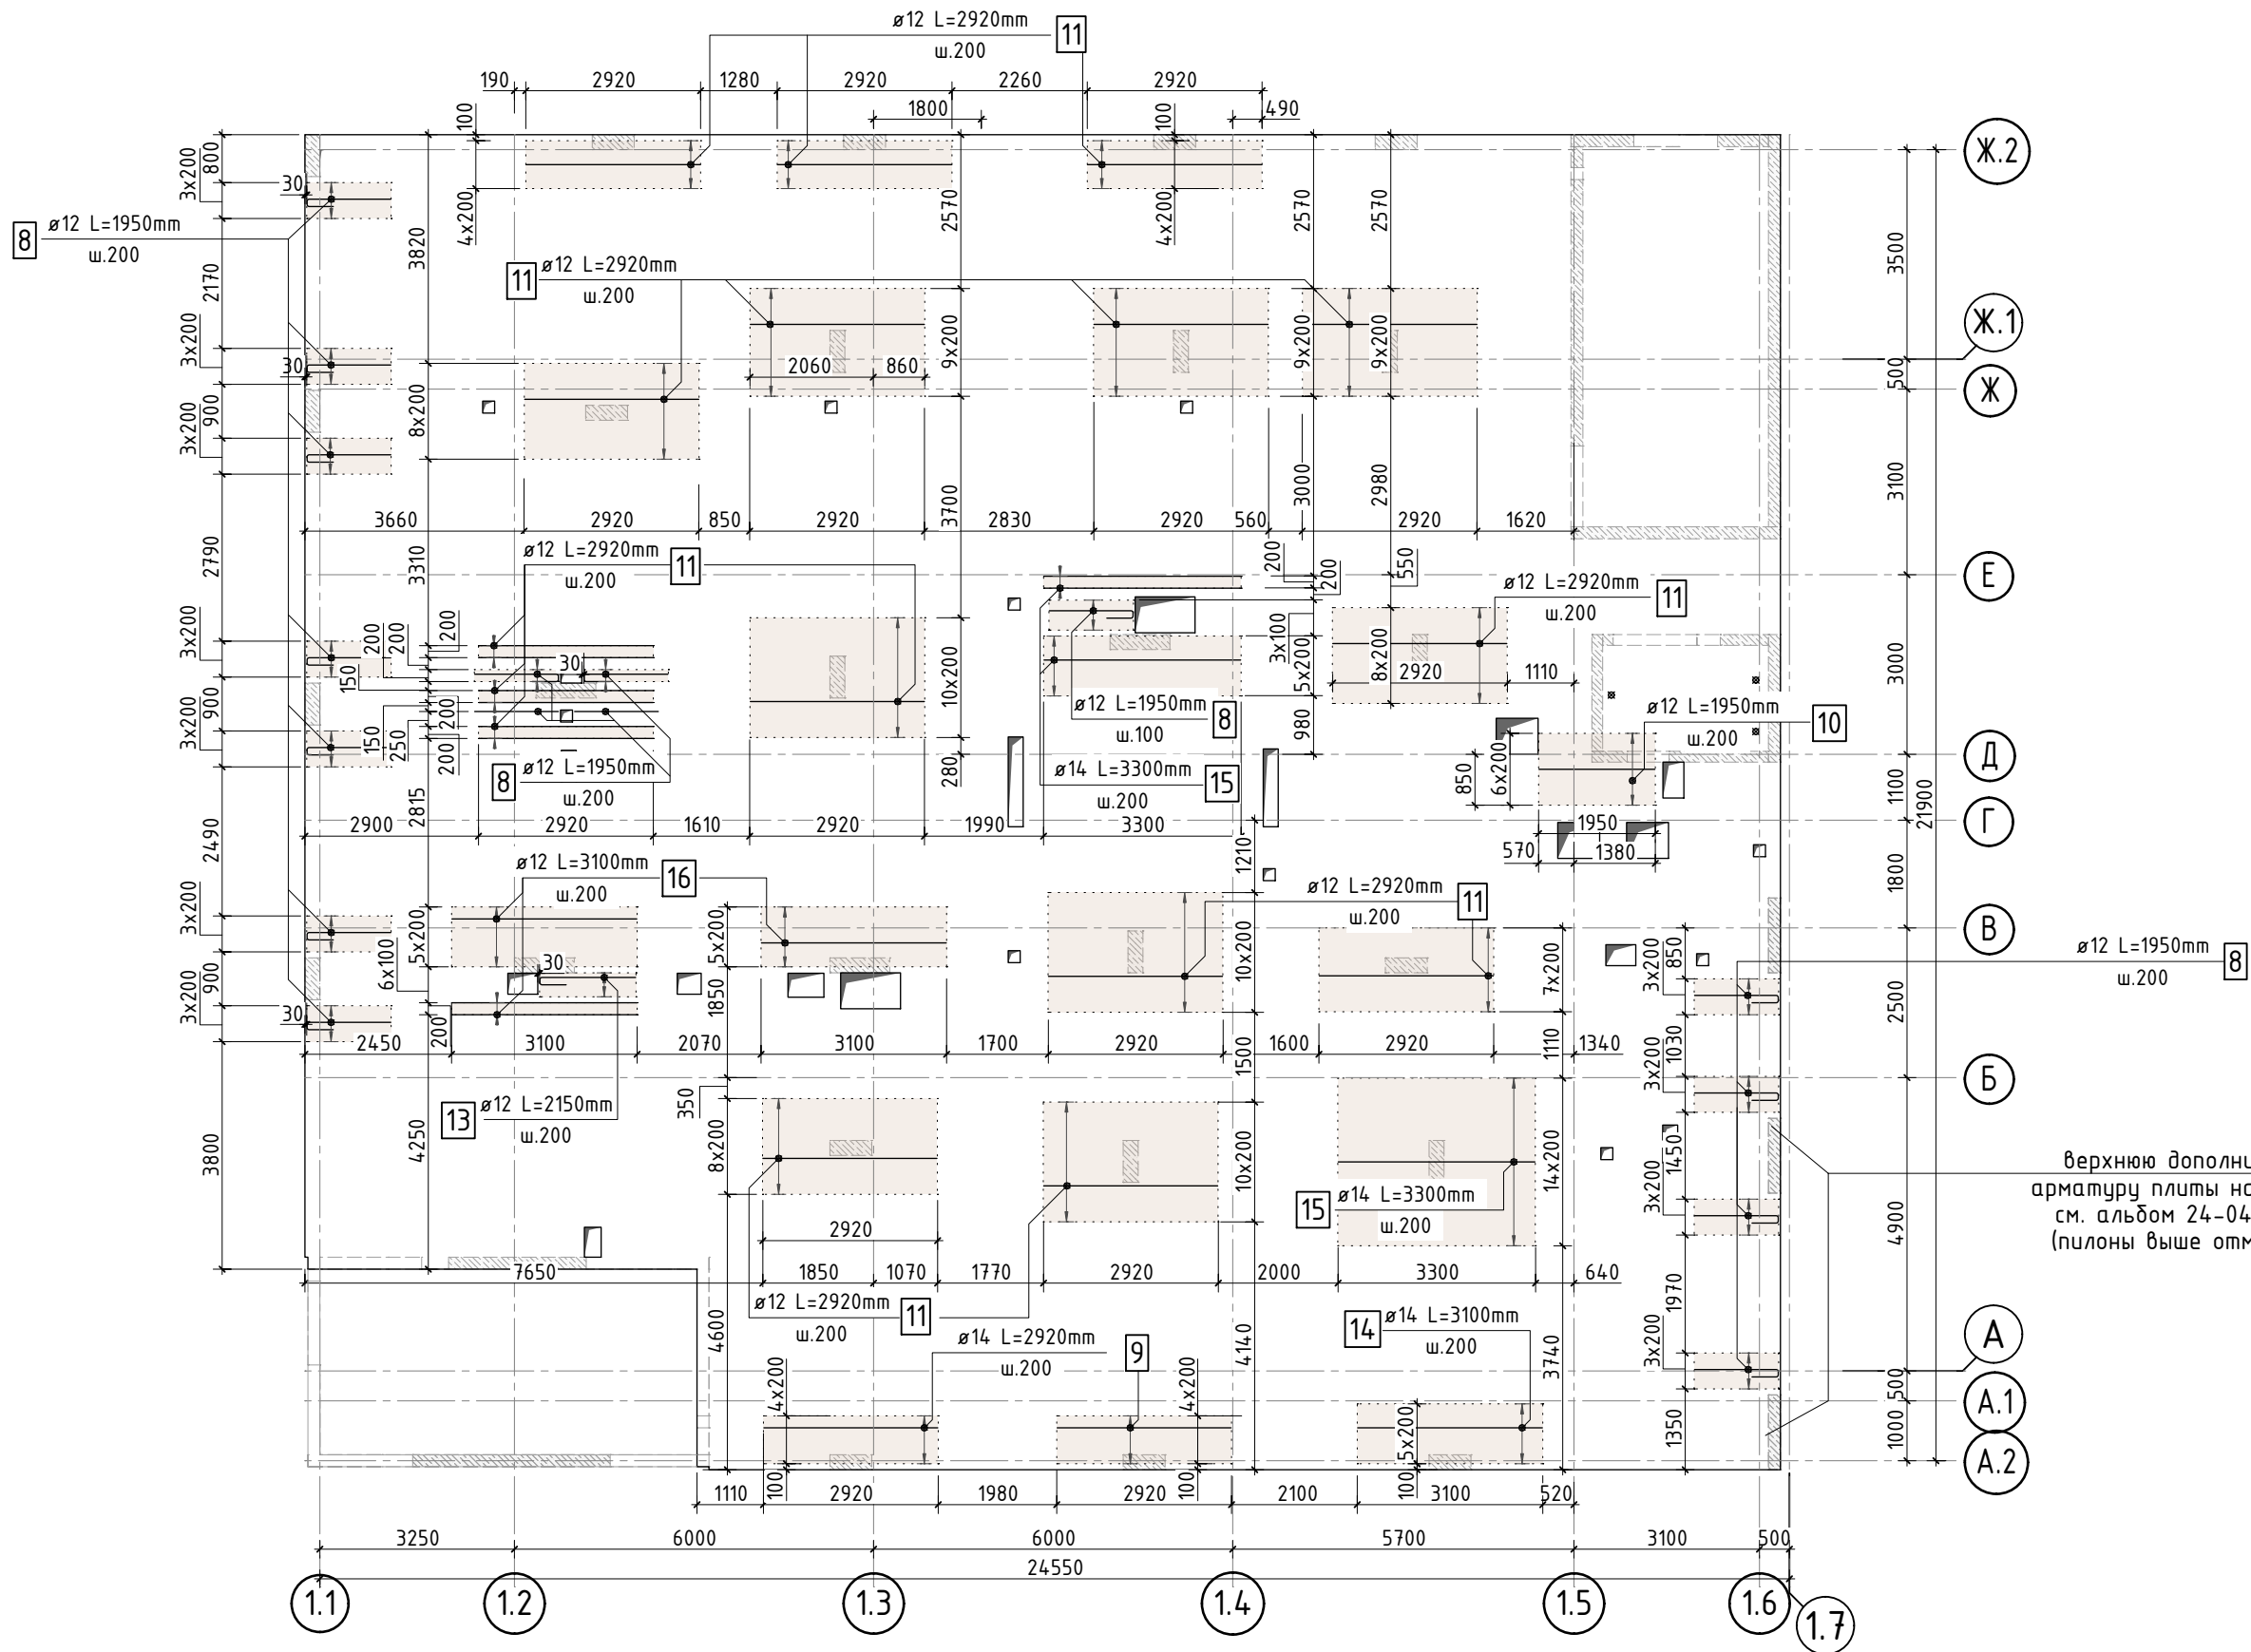 ø12 L=2920mm
ш.200
11
190
2920
1280
2920
2260
2920
1800
490
100
100
4x200
4x200
800
3x200
30
8
ø12 L=1950mm
ш.200
2170
3820
2570
2570
2570
Ж.2
3500
11
ø12 L=2920mm
ш.200
3x200
30
3x200
900
8x200
2060
860
9x200
9x200
9x200
Ж.1
500
Ж
3660
2920
850
2920
3700
2830
2920
560
3000
2980
2920
1620
3100
2790
3310
ø12 L=2920mm
ш.200
11
200
200
550
Е
ø12 L=2920mm
ш.200
11
3x200
200
200
200
150
30
10x200
3x100
5x200
8x200
2920
1110
3000
ø12 L=1950mm
ш.100
8
980
ø12 L=1950mm
ш.200
10
900
3x200
150
250
200
200
8
ø12 L=1950mm
ш.200
280
ø14 L=3300mm
ш.200
15
850
6x200
Д
1100
21900
2490
2815
2900
2920
1610
2920
1990
3300
1950
570
1380
Г
1210
ø12 L=3100mm
ш.200
16
ø12 L=2920mm
ш.200
11
1800
3x200
5x200
6x100
30
5x200
1850
10x200
7x200
3x200
850
В
ø12 L=1950mm
ш.200
8
900
3x200
30
200
2500
2450
3100
2070
3100
1700
2920
1500
1600
2920
1110
1340
3x200
1030
Б
13
ø12 L=2150mm
ш.200
350
3800
4250
8x200
10x200
14x200
1450
3x200
15
ø14 L=3300mm
ш.200
верхнюю дополни
арматуру плиты на
см. альбом 24-04
(пилоны выше отм
4900
2920
7650
1850
1070
1770
2920
2000
3300
640
1970
ø12 L=2920mm
ш.200
11
4600
ø14 L=2920mm
ш.200
9
14
ø14 L=3100mm
ш.200
4140
3740
3x200
А
500
А.1
4x200
4x200
5x200
1350
1000
А.2
100
100
100
1110
2920
1980
2920
2100
3100
520
3250
6000
6000
5700
3100
500
24550
1.1
1.2
1.3
1.4
1.5
1.6
1.7